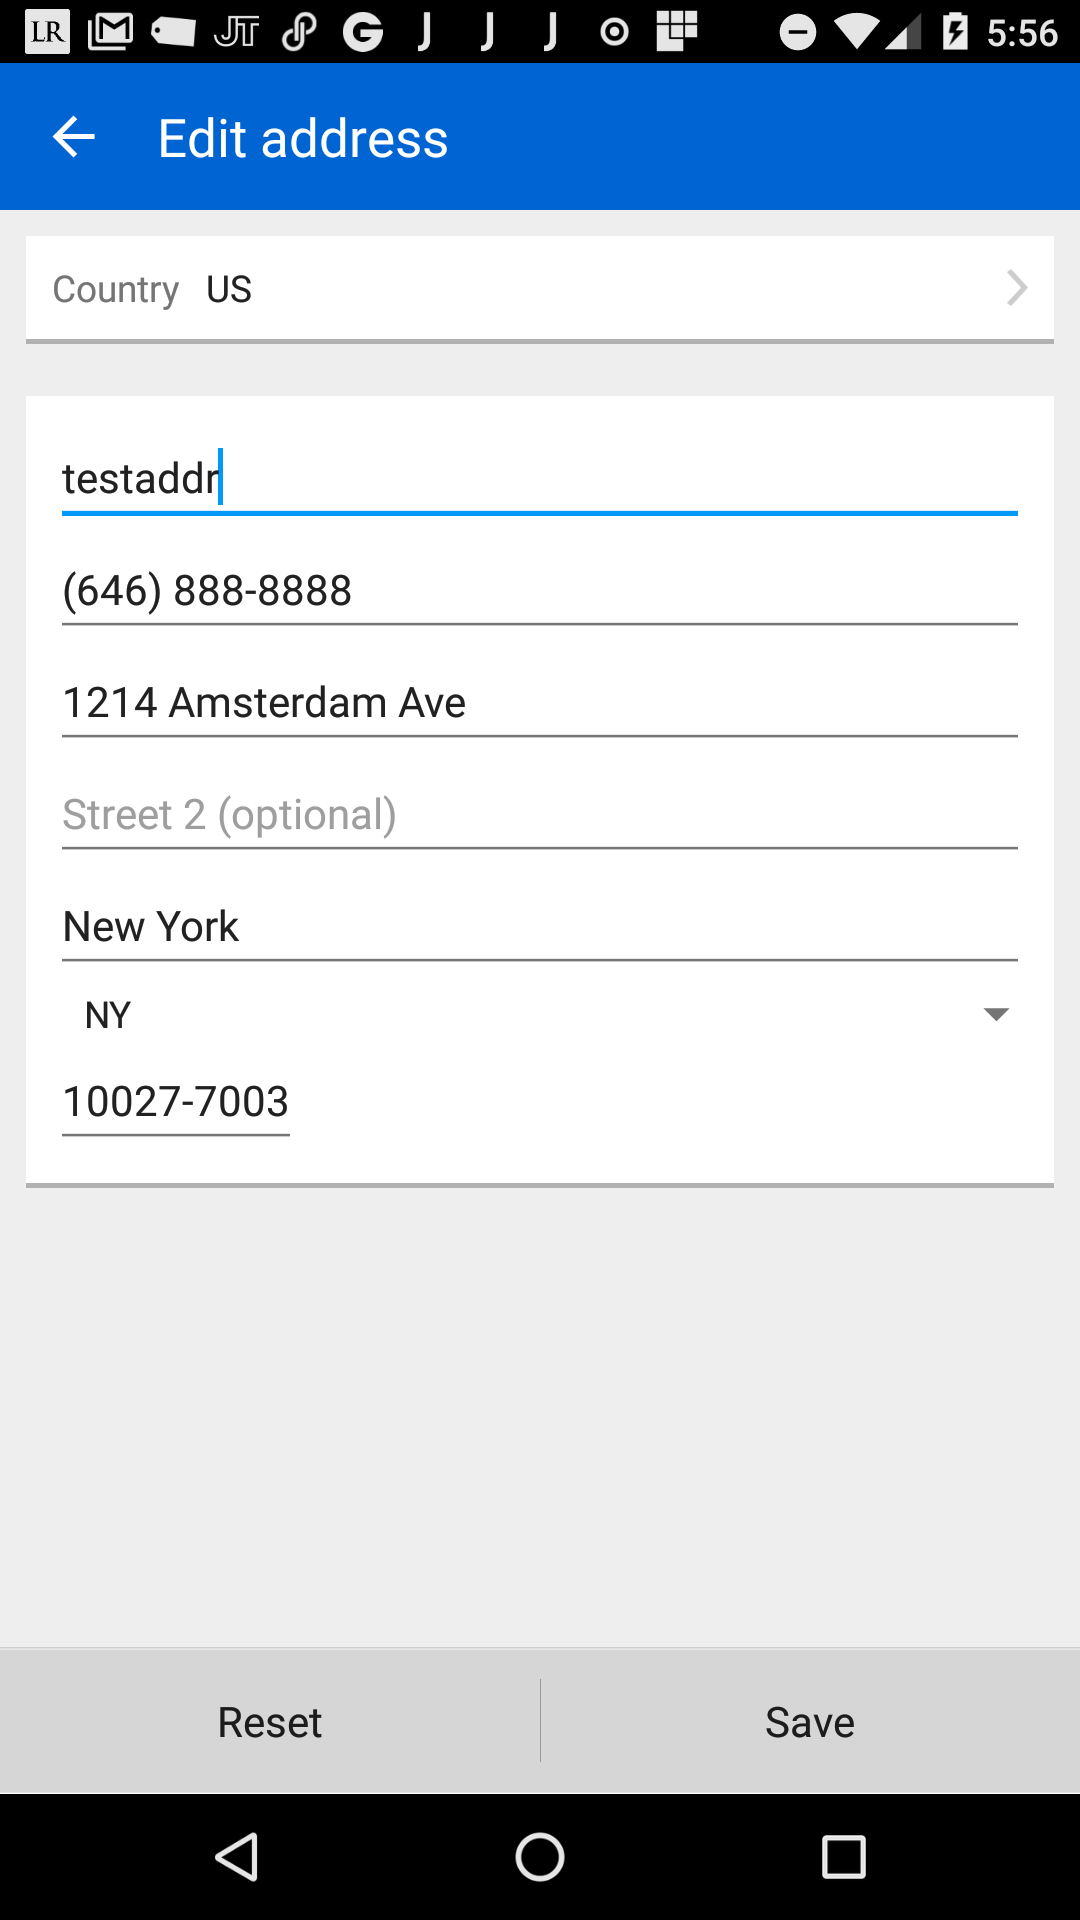 LR M JT G J J J 5:56
Edit address
Country US
testaddr
(646) 888-8888
1214 Amsterdam Ave
Street 2 (optional)
New York
NY
10027-7003
Reset Save